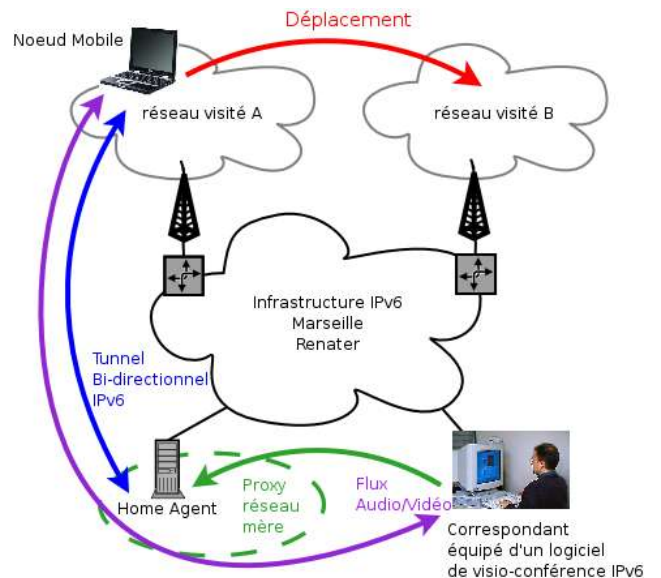 Déplacement
Noeud Mobile
réseau visité A
réseau visité B
Infrastructure IPv6
Marseille
Renater
Tunnel
Bi-directionnel
IPv6
Home Agent
Proxy
réseau
mère
Flux
Audio/Vidéo
Correspondant
équipé d'un logiciel
de visio-conférence IPv6